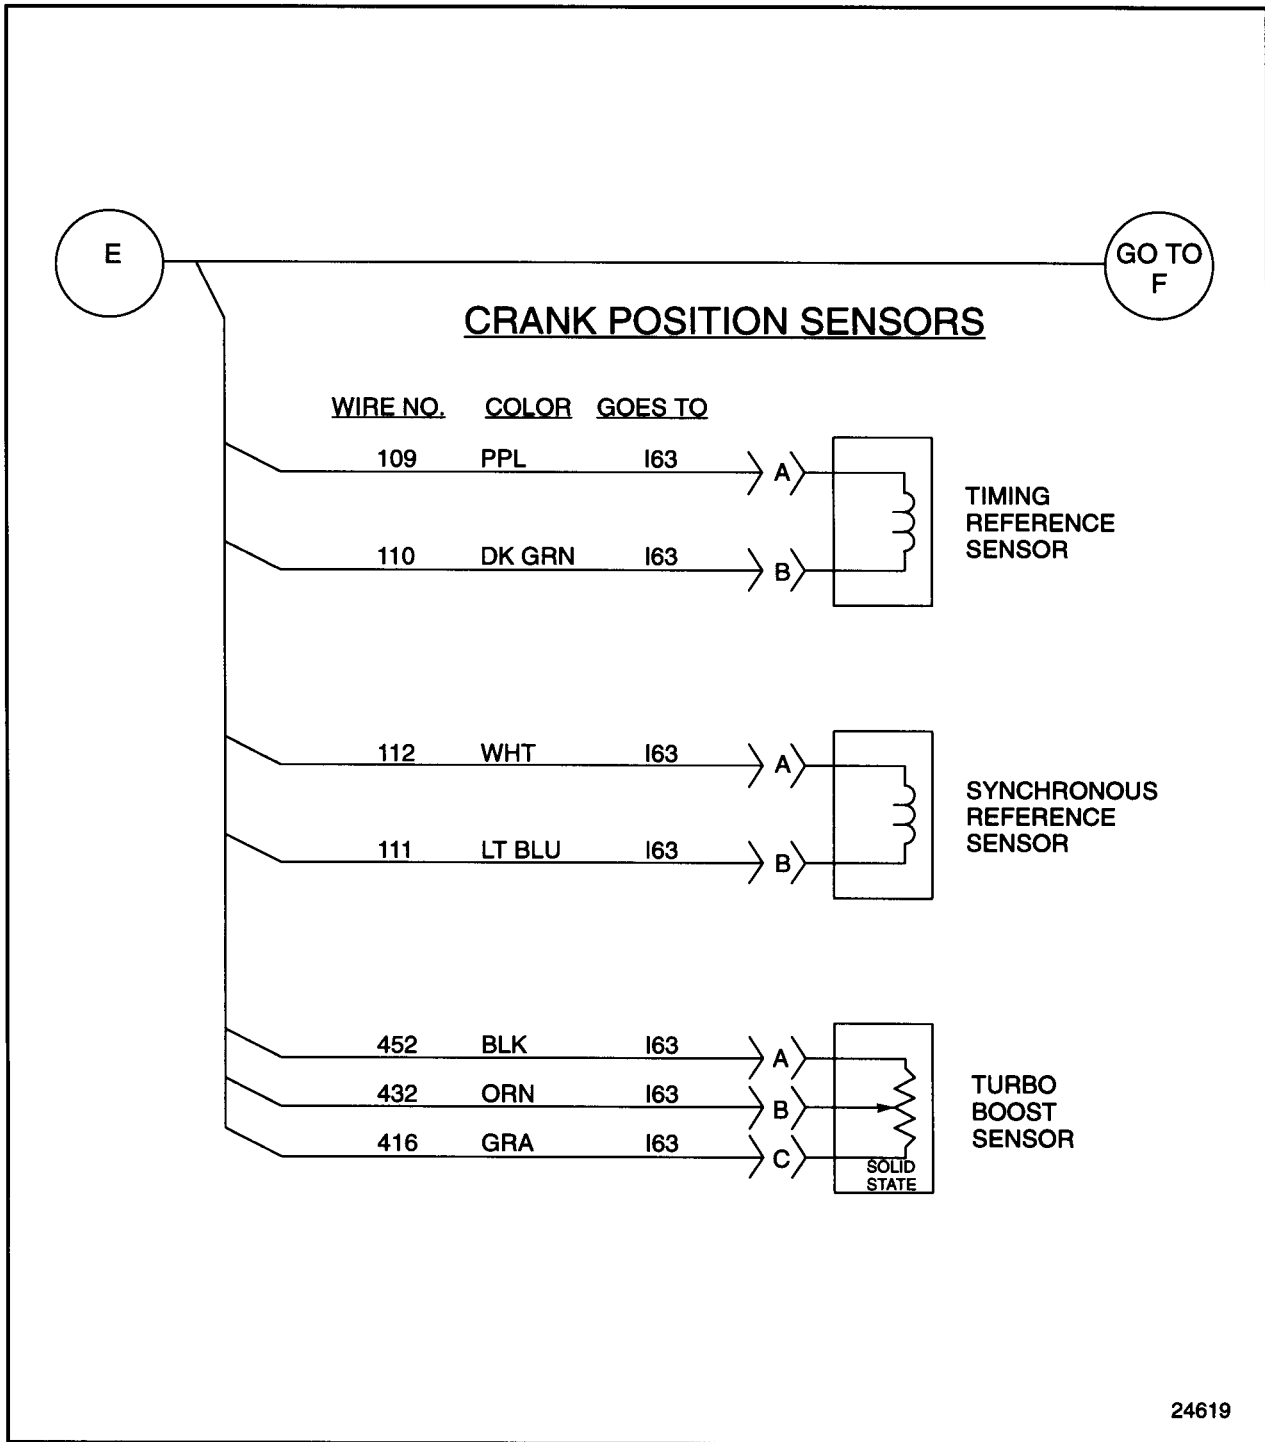 E
GO TO
F
CRANK POSITION SENSORS
WIRE NO. COLOR GOES TO
109 PPL I63 A
TIMING
REFERENCE
SENSOR
110 DK GRN I63 B
112 WHT I63 A
SYNCHRONOUS
REFERENCE
SENSOR
111 LT BLU I63 B
452 BLK I63 A
432 ORN I63 B
416 GRA I63 C
SOLID
STATE
TURBO
BOOST
SENSOR
24619